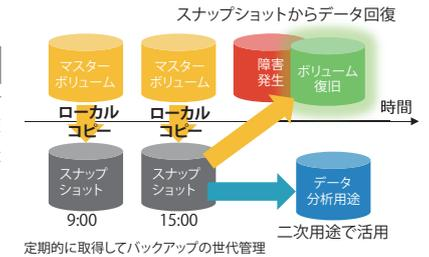 スナップショットからデータ回復
マスター
ボリューム
マスター
ボリューム
障害
発生
ボリューム
復旧
ローカル
コピー
ローカル
コピー
時間
スナップ
ショット
スナップ
ショット
データ
分析用途
9:00
15:00
二次用途で活用
定期的に取得してバックアップの世代管理